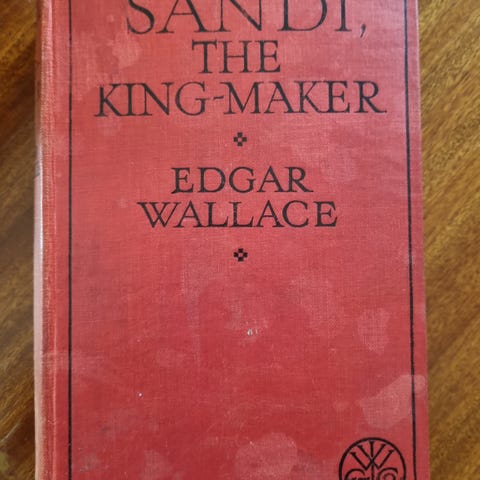 SANDI,
THE
KING-MAKER
EDGAR
WALLACE